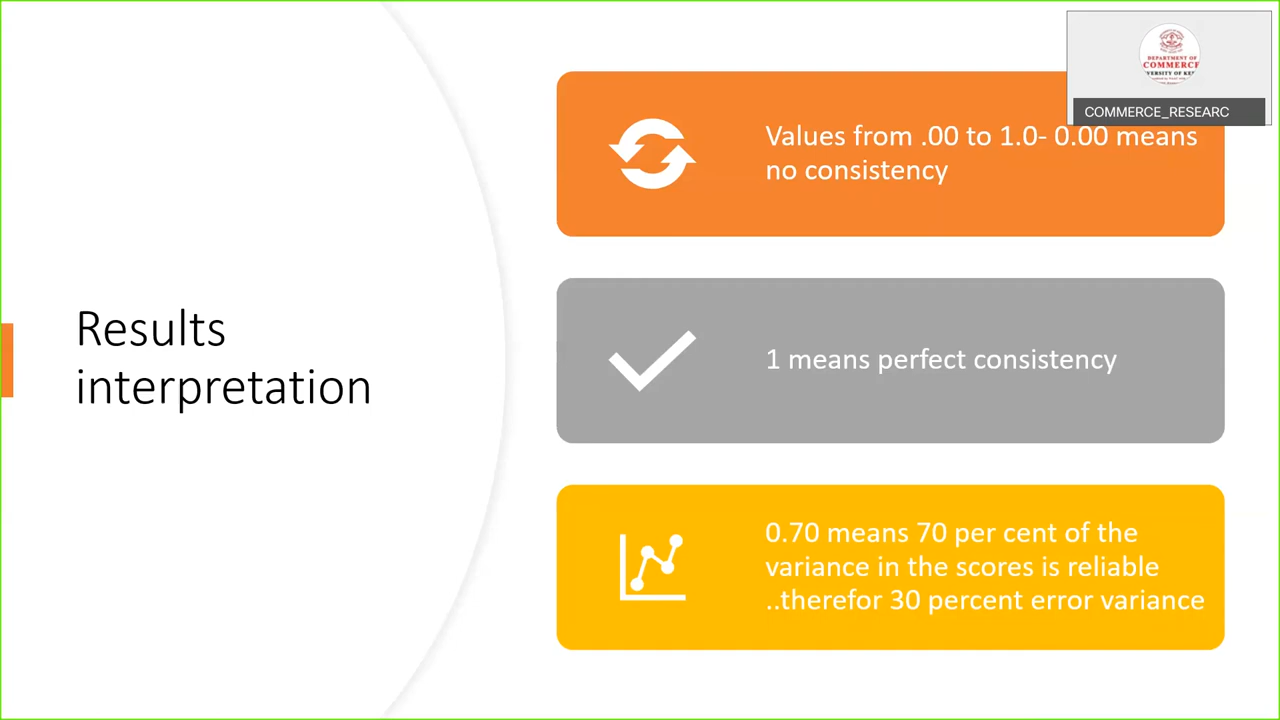 Results
interpretation
DEPARTMENT OF
COMMERCE_RESEARC
Values from .00 to 1.0- 0.00 means
no consistency
1 means perfect consistency
0.70 means 70 per cent of the
variance in the scores is reliable
..therefor 30 percent error variance